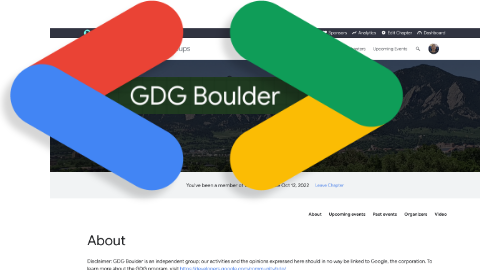 Sponsors Analytics Edit Chapter Dashboard
Upcoming Events
GDG Boulder
You've been a member of
Oct 12, 2022 Leave Chapter
About Upcoming events Past events Organizers Video
About
Disclaimer: GDG Boulder is an independent group; our activities and the opinions expressed here should in no way be linked to Google, the corporation. To
learn more about the GDG program, visit